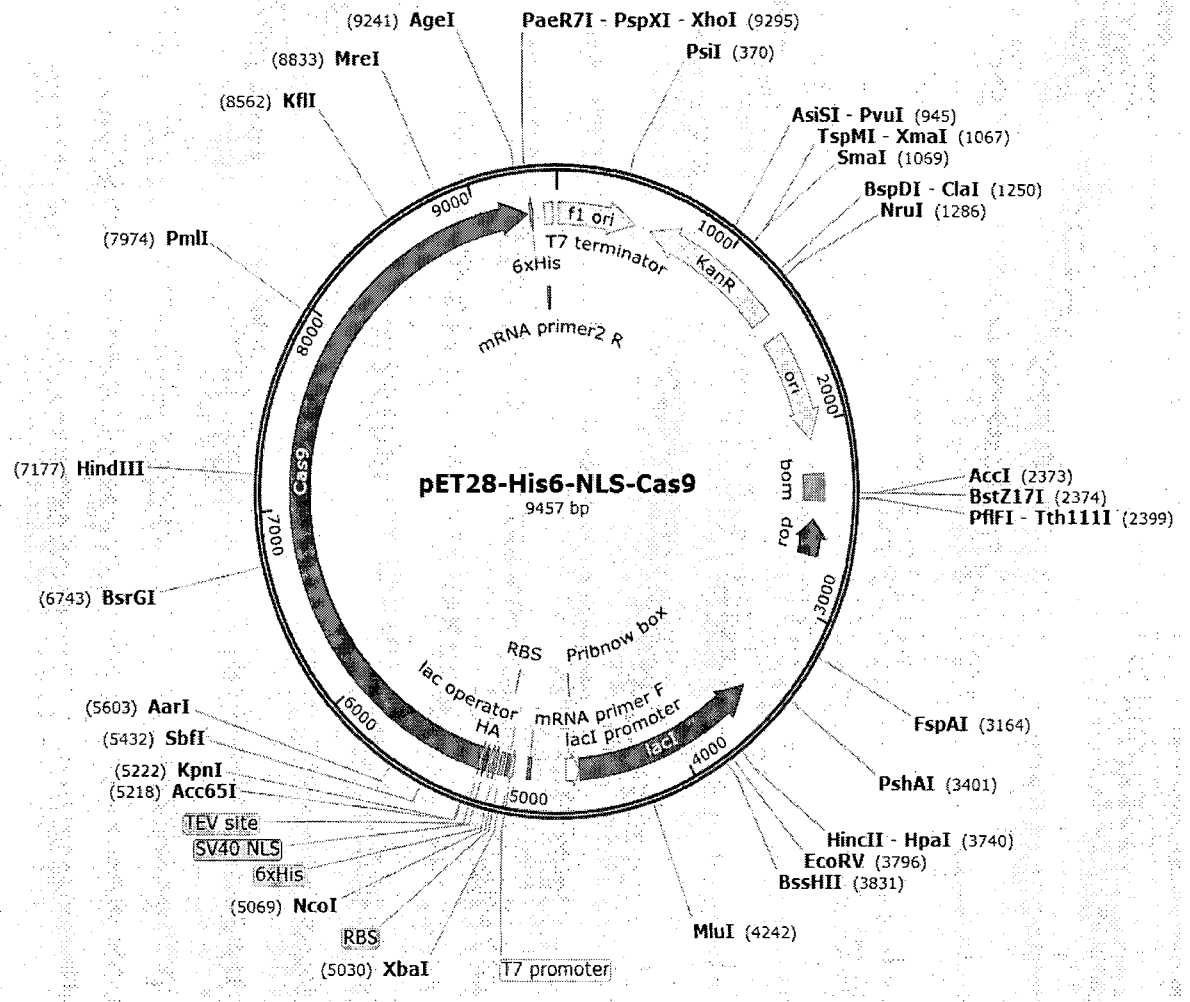 (9241) AgeI
PaeR7I - PspXI - XhoI (9295)
(8833) MreI
PsiI (370)
(8562) KflI
AsiSI - PvuI (945)
TspMI - XmaI (1067)
SmaI (1069)
BspDI - ClaI (1250)
NruI (1286)
9000
f1 ori
1000
(7974) PmlI
T7 terminator
KanR
6xHis
8000
mRNA primer2 R
ori
2000
(7177) HindIII
Cas9
pET28-His6-NLS-Cas9
9457 bp
bom
AccI (2373)
BstZ17I (2374)
PflFI - Tth111I (2399)
7000
rop
(6743) BsrGI
3000
RBS
Pribnow box
lac operator
6000
HA
mRNA primer F
lacI promoter
lacI
4000
FspAI (3164)
(5603) AarI
(5432) SbfI
(5222) KpnI
(5218) Acc65I
5000
PshAI (3401)
TEV site
SV40 NLS
6xHis
HincII - HpaI (3740)
EcoRV (3796)
BssHII (3831)
(5069) NcoI
RBS
MluI (4242)
(5030) XbaI
T7 promoter